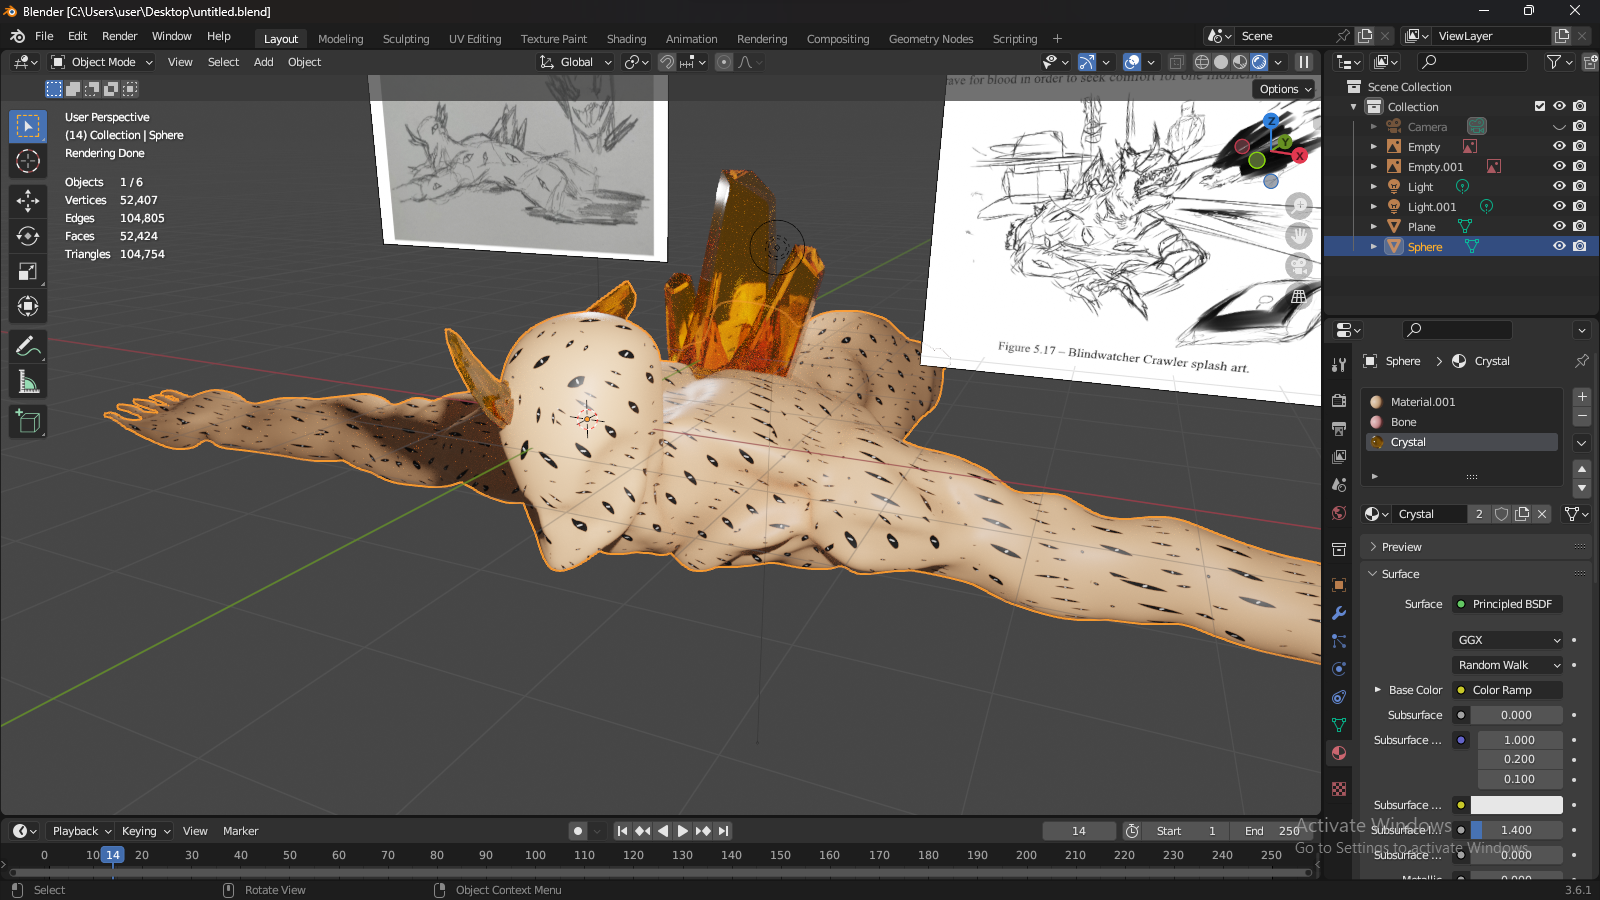 Blender [C:\Users\user\Desktop\untitled.blend]
File Edit Render Window Help Layout Modeling Sculpting UV Editing Texture Paint Shading Animation Rendering Compositing Geometry Nodes Scripting + Scene ViewLayer
Object Mode View Select Add Object Global
Options
User Perspective
(14) Collection | Sphere
Rendering Done
Objects 1 / 6
Vertices 52,407
Edges 104,805
Faces 52,424
Triangles 104,754
for blood in order to seek comfort for one moment.
Z
Y
X
Figure 5.17 – Blindwatcher Crawler splash art.
Scene Collection
Collection
Camera
Empty
Empty.001
Light
Light.001
Plane
Sphere
Sphere > Crystal
Material.001
Bone
Crystal
Crystal 2
Preview
Surface
Surface Principled BSDF
GGX
Random Walk
Base Color Color Ramp
Subsurface 0.000
Subsurface ... 1.000
0.200
0.100
Subsurface ...
Subsurface I... 1.400
Subsurface ... 0.000
Metallic 0.000
Activate Windows
Go to Settings to activate Windows.
Playback Keying View Marker 14 Start 1 End 250
0 10 14 20 30 40 50 60 70 80 90 100 110 120 130 140 150 160 170 180 190 200 210 220 230 240 250
Select Rotate View Object Context Menu 3.6.1